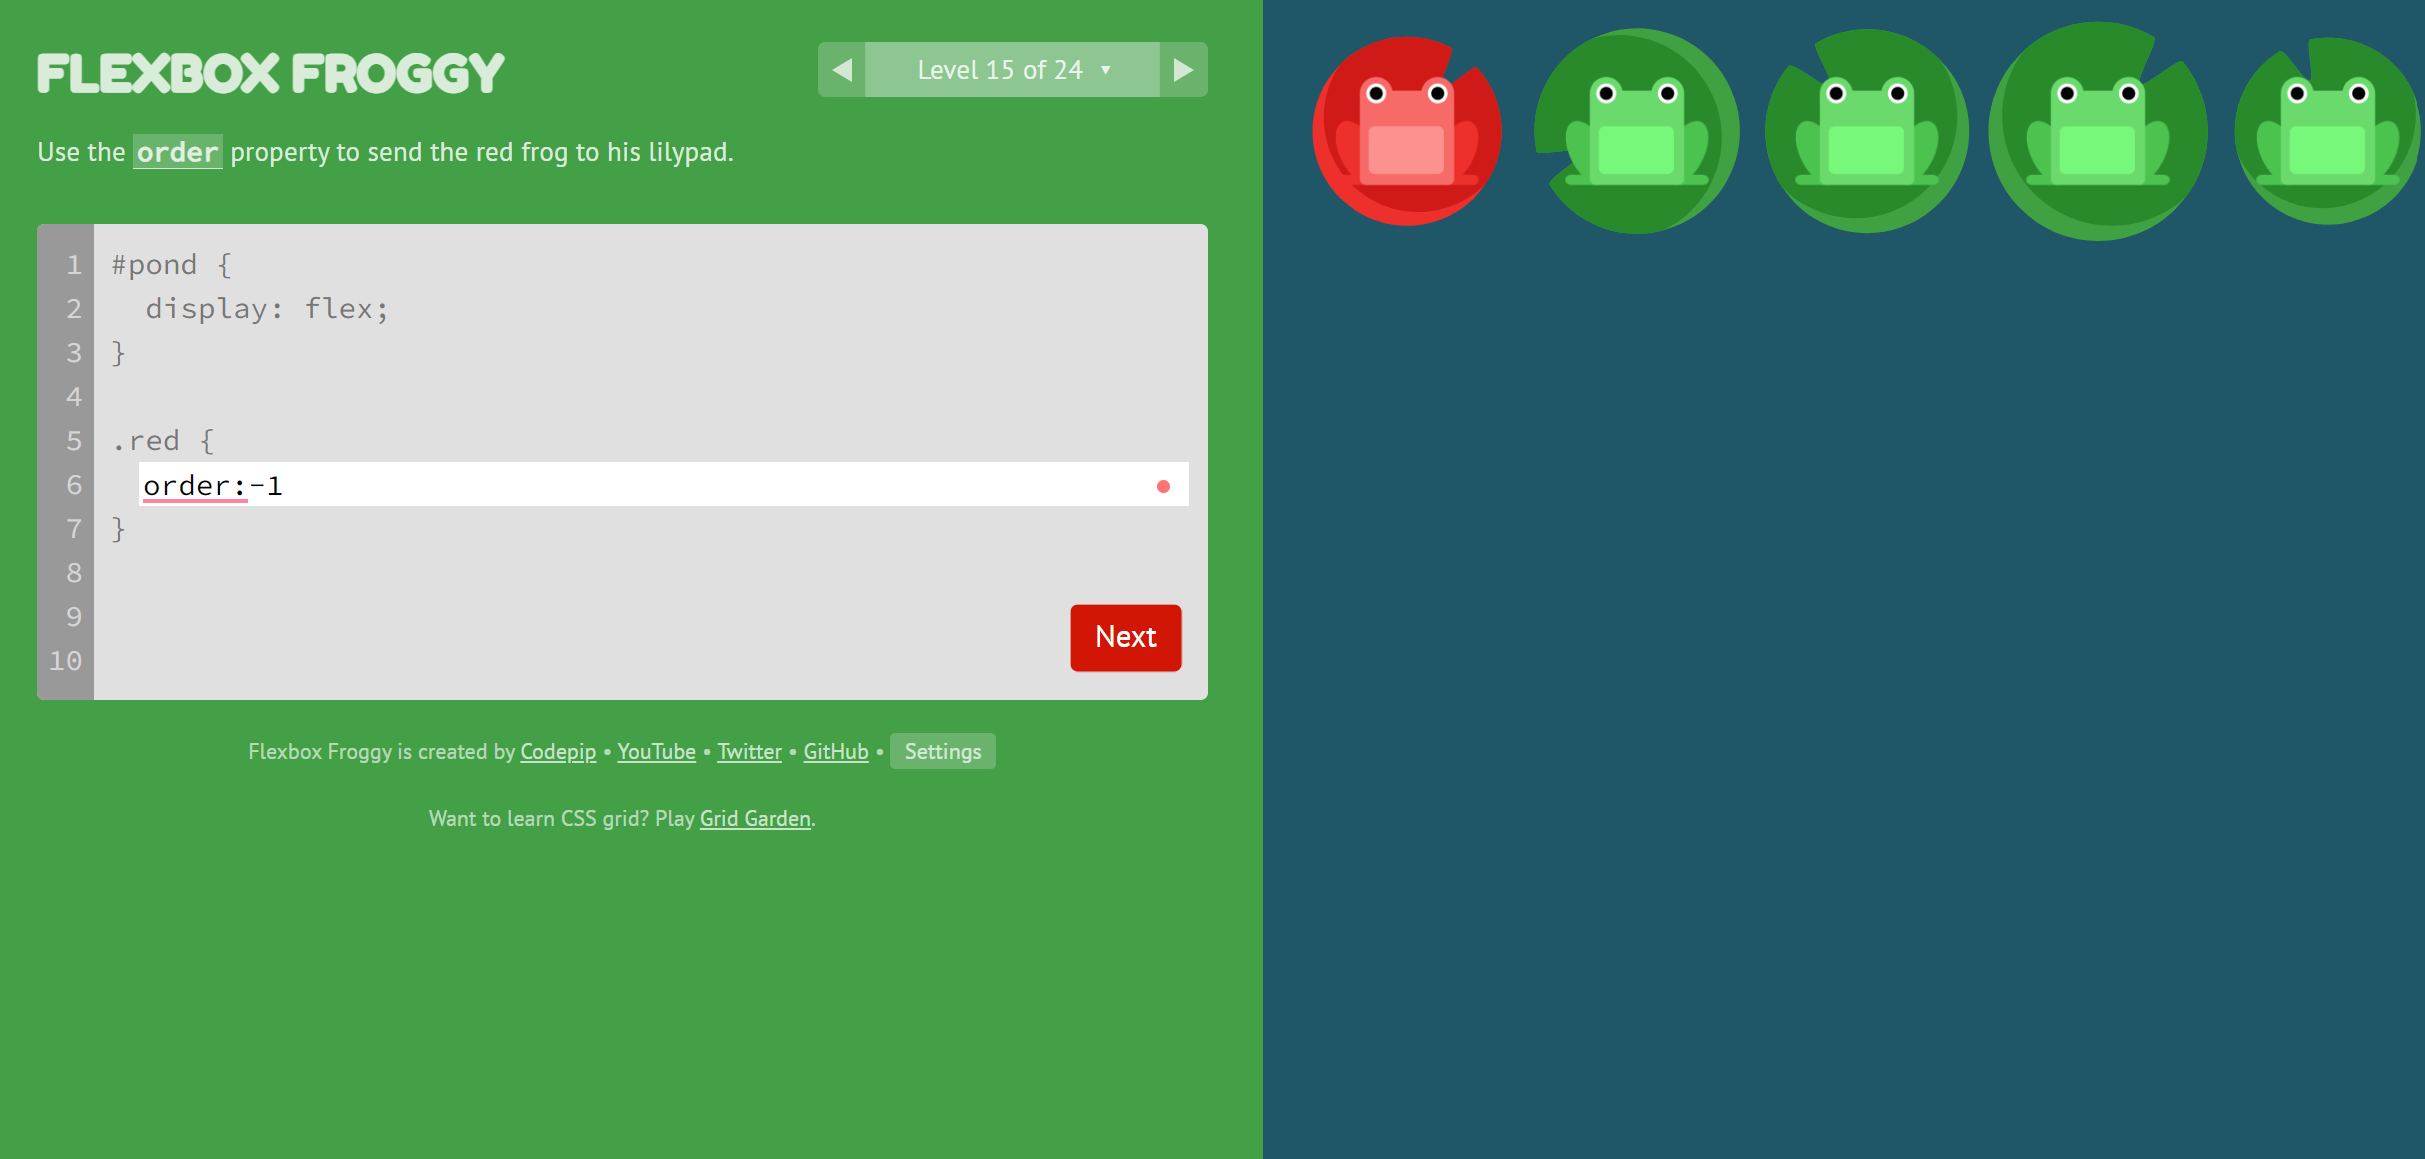 FLEXBOX FROGGY
Level 15 of 24 ▼
Use the order property to send the red frog to his lilypad.
1 #pond {
2   display: flex;
3 }
4
5 .red {
6   order:-1
7 }
8
9
10
Next
Flexbox Froggy is created by Codepip • YouTube • Twitter • GitHub • Settings
Want to learn CSS grid? Play Grid Garden.